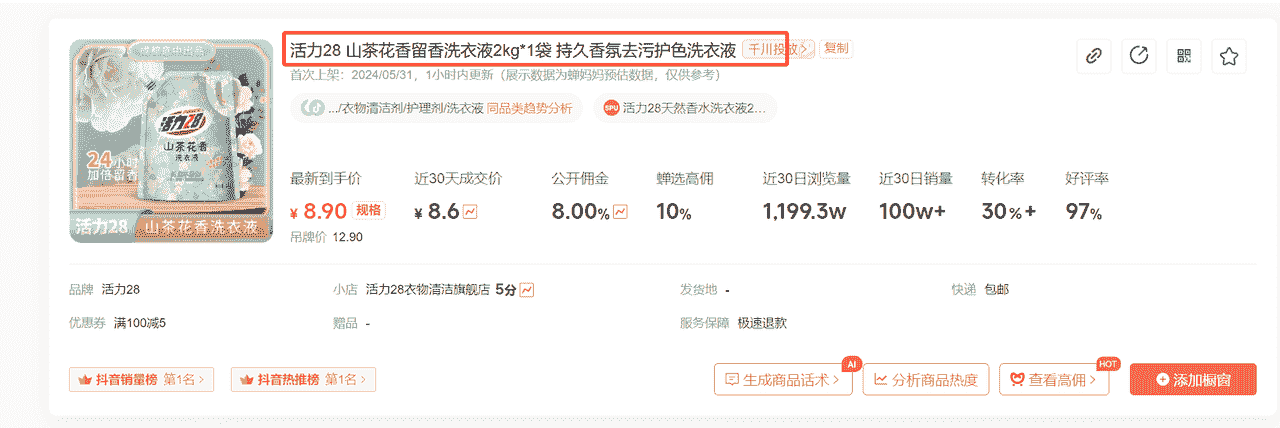 活力28 山茶花香留香洗衣液2kg*1袋 持久香氛去污护色洗衣液 千川投放> 复制
首次上架：2024/05/31，1小时内更新（展示数据为蝉妈妈预估数据，仅供参考）
.../衣物清洁剂/护理剂/洗衣液 同品类趋势分析 SPU 活力28天然香水洗衣液2...
活力28
山茶花香
洗衣液
24小时
加倍留香
活力28 山茶花香洗衣液
最新到手价 近30天成交价 公开佣金 蝉选高佣 近30日浏览量 近30日销量 转化率 好评率
¥ 8.90 规格 ¥ 8.6 8.00% 10% 1,199.3w 100w+ 30%+ 97%
吊牌价 12.90
品牌 活力28 小店 活力28衣物清洁旗舰店 5分 发货地 - 快递 包邮
优惠券 满100减5 赠品 - 服务保障 极速退款
抖音销量榜 第1名 > 抖音热推榜 第1名 > 生成商品话术 > AI 分析商品热度 查看高佣 > HOT 添加橱窗